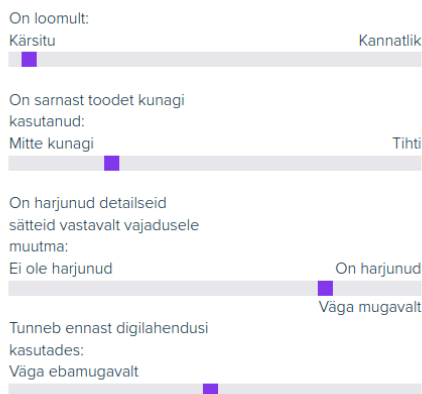 On loomult:
Kärsitu Kannatlik
On sarnast toodet kunagi
kasutanud:
Mitte kunagi Tihti
On harjunud detailseid
sätteid vastavalt vajadusele
muutma:
Ei ole harjunud On harjunud
Väga mugavalt
Tunneb ennast digilahendusi
kasutades:
Väga ebamugavalt